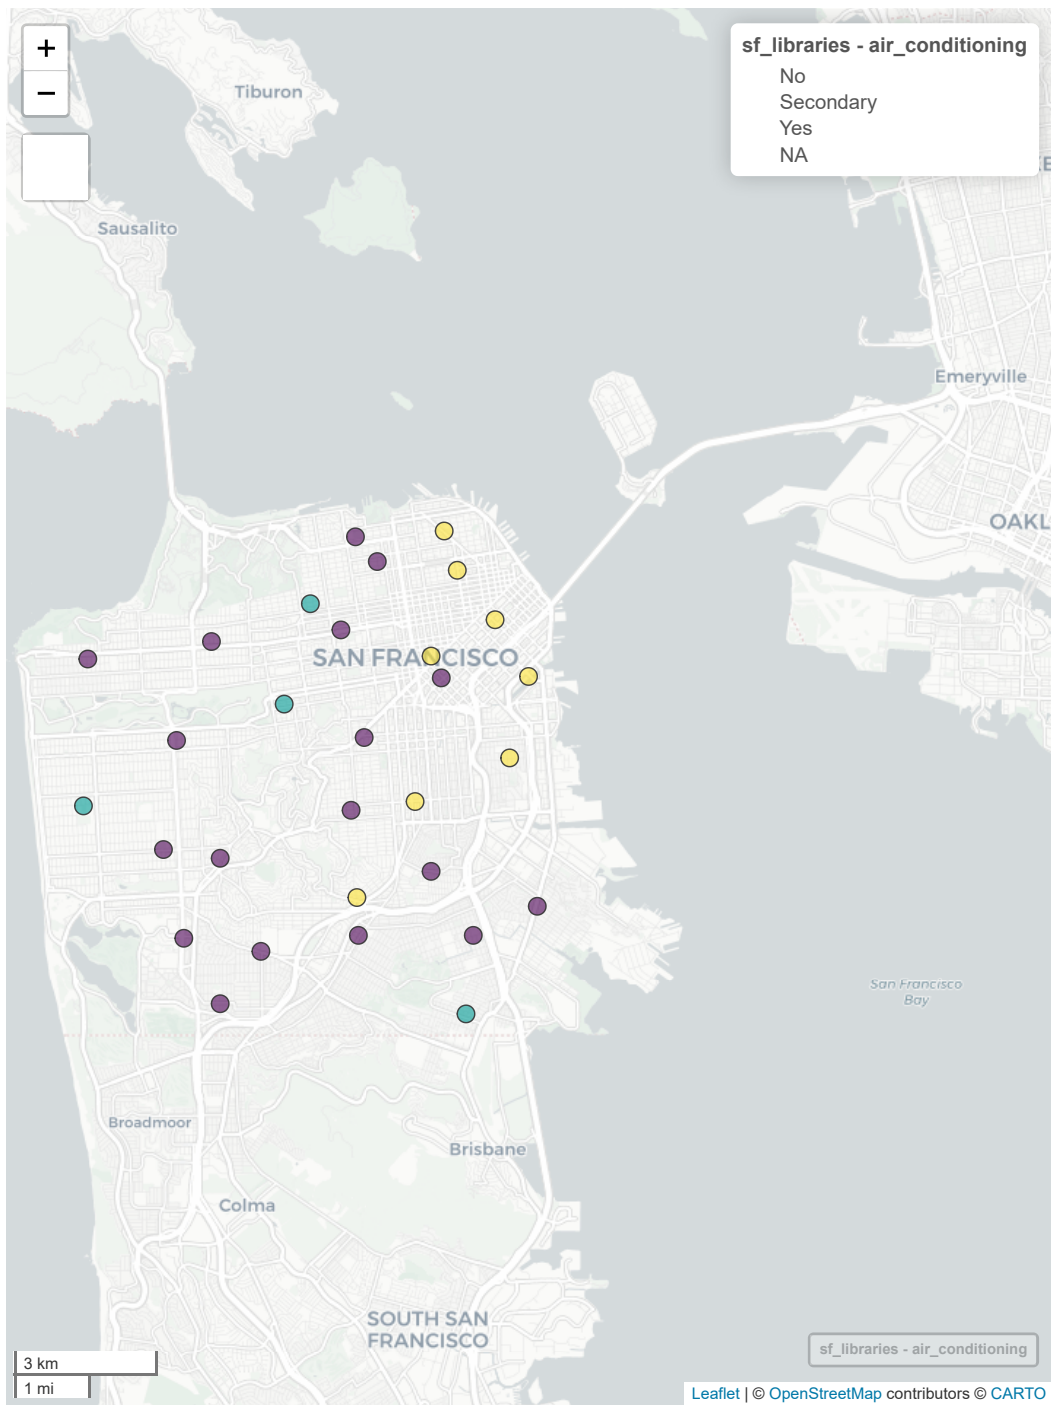 +
−
sf_libraries - air_conditioning
No
Secondary
Yes
NA
Tiburon
Sausalito
Emeryville
OAKL
SAN FRANCISCO
San Francisco
Bay
Broadmoor
Brisbane
Colma
SOUTH SAN
FRANCISCO
sf_libraries - air_conditioning
3 km
1 mi
Leaflet | © OpenStreetMap contributors © CARTO